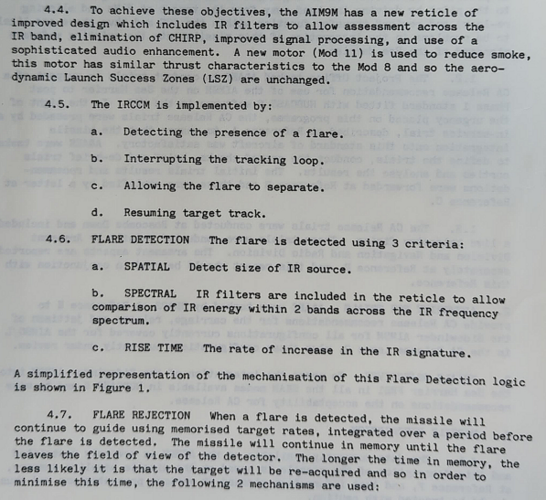 4.4. To achieve these objectives, the AIM9M has a new reticle of
improved design which includes IR filters to allow assessment across the
IR band, elimination of CHIRP, improved signal processing, and use of a
sophisticated audio enhancement. A new motor (Mod 11) is used to reduce smoke,
this motor has similar thrust characteristics to the Mod 8 and so the aero-
dynamic Launch Success Zones (LSZ) are unchanged.
4.5. The IRCCM is implemented by:
a. Detecting the presence of a flare.
b. Interrupting the tracking loop.
c. Allowing the flare to separate.
d. Resuming target track.
4.6. FLARE DETECTION The flare is detected using 3 criteria:
a. SPATIAL Detect size of IR source.
b. SPECTRAL IR filters are included in the reticle to allow
comparison of IR energy within 2 bands across the IR frequency
spectrum.
c. RISE TIME The rate of increase in the IR signature.
A simplified representation of the mechanisation of this Flare Detection logic
is shown in Figure 1.
4.7. FLARE REJECTION When a flare is detected, the missile will
continue to guide using memorised target rates, integrated over a period before
the flare is detected. The missile will continue in memory until the flare
leaves the field of view of the detector. The longer the time in memory, the
less likely it is that the target will be re-acquired and so in order to
minimise this time, the following 2 mechanisms are used: